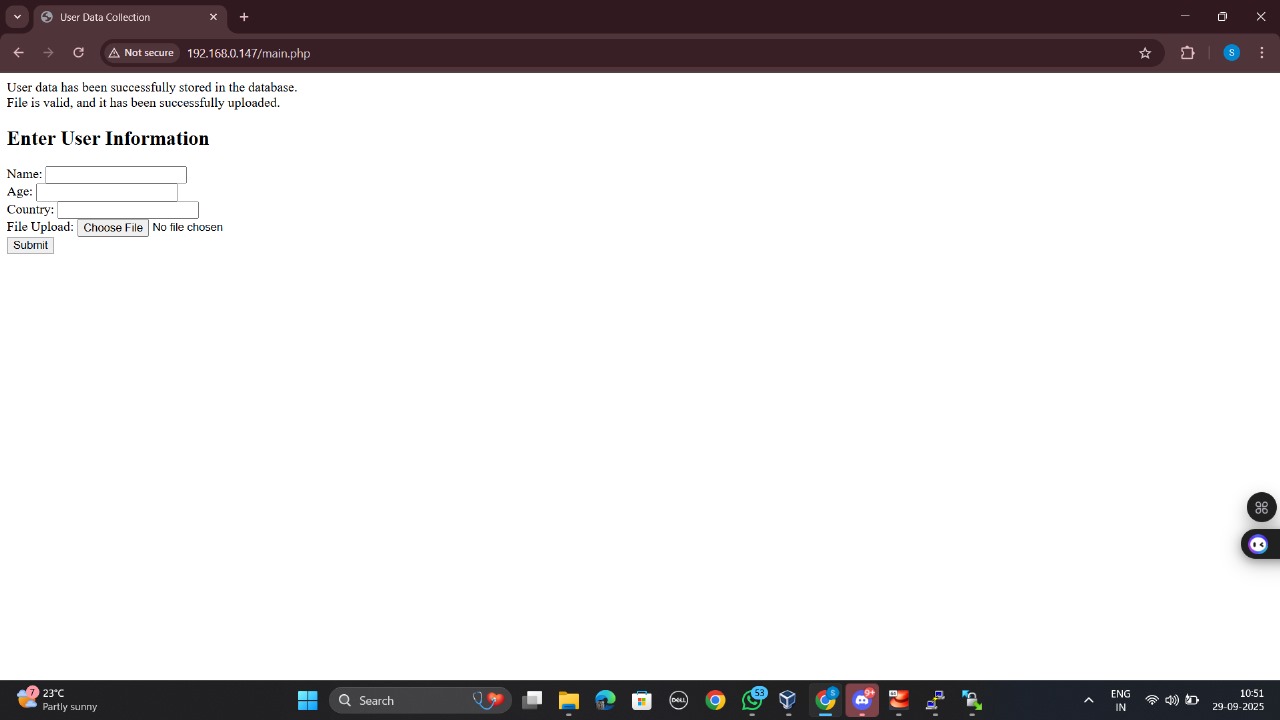 User Data Collection
Not secure
192.168.0.147/main.php
S
User data has been successfully stored in the database.
File is valid, and it has been successfully uploaded.
Enter User Information
Name:
Age:
Country:
File Upload: Choose File No file chosen
Submit
7
23°C
Partly sunny
Search
DELL
53
S
9+
ENG
IN
10:51
29-09-2025